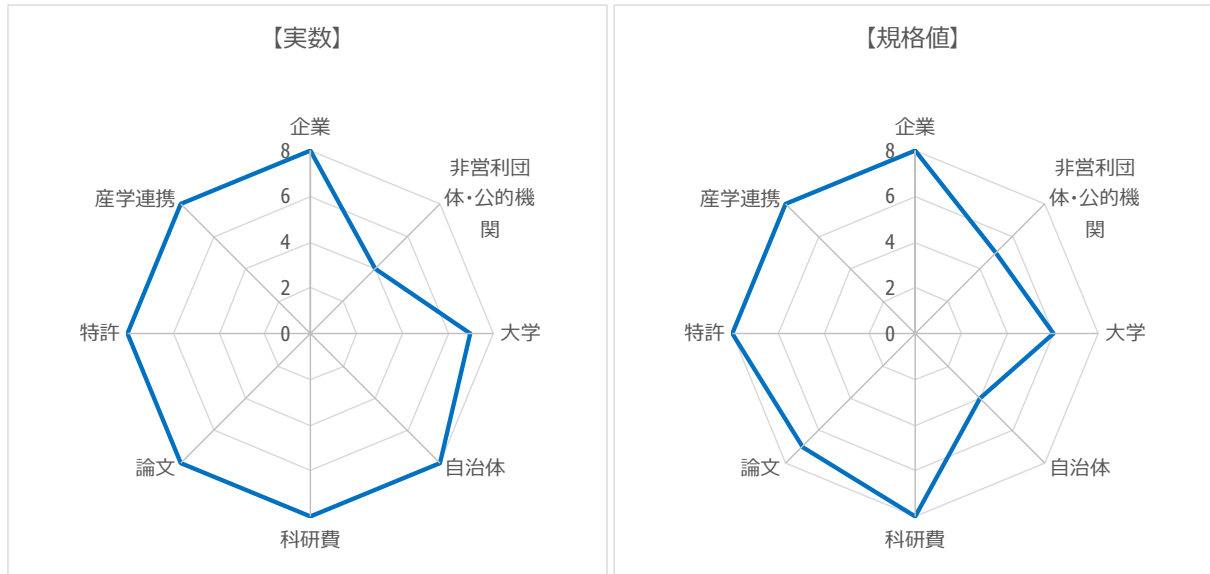 【実数】
企業
非営利団
体・公的機
関
大学
自治体
科研費
論文
特許
産学連携
8
6
4
2
0
【規格値】
企業
非営利団
体・公的機
関
大学
自治体
科研費
論文
特許
産学連携
8
6
4
2
0